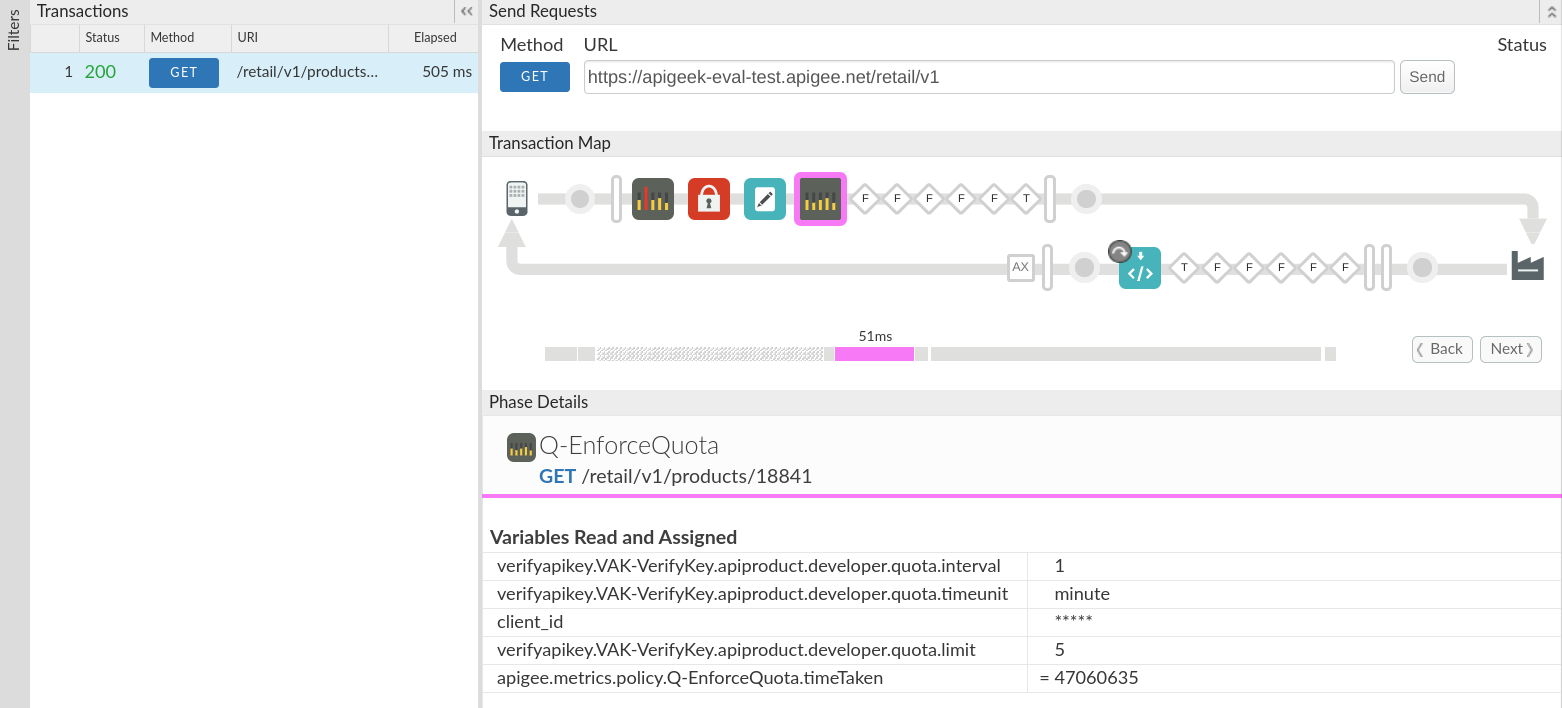 Filters
Transactions
Status Method URI Elapsed
1 200 GET /retail/v1/products... 505 ms
Send Requests
Method URL Status
GET https://apigeek-eval-test.apigee.net/retail/v1 Send
Transaction Map
F F F F F T
AX </> T F F F F F
51ms
Back Next
Phase Details
Q-EnforceQuota
GET /retail/v1/products/18841
Variables Read and Assigned
verifyapikey.VAK-VerifyKey.apiproduct.developer.quota.interval 1
verifyapikey.VAK-VerifyKey.apiproduct.developer.quota.timeunit minute
client_id *****
verifyapikey.VAK-VerifyKey.apiproduct.developer.quota.limit 5
apigee.metrics.policy.Q-EnforceQuota.timeTaken = 47060635